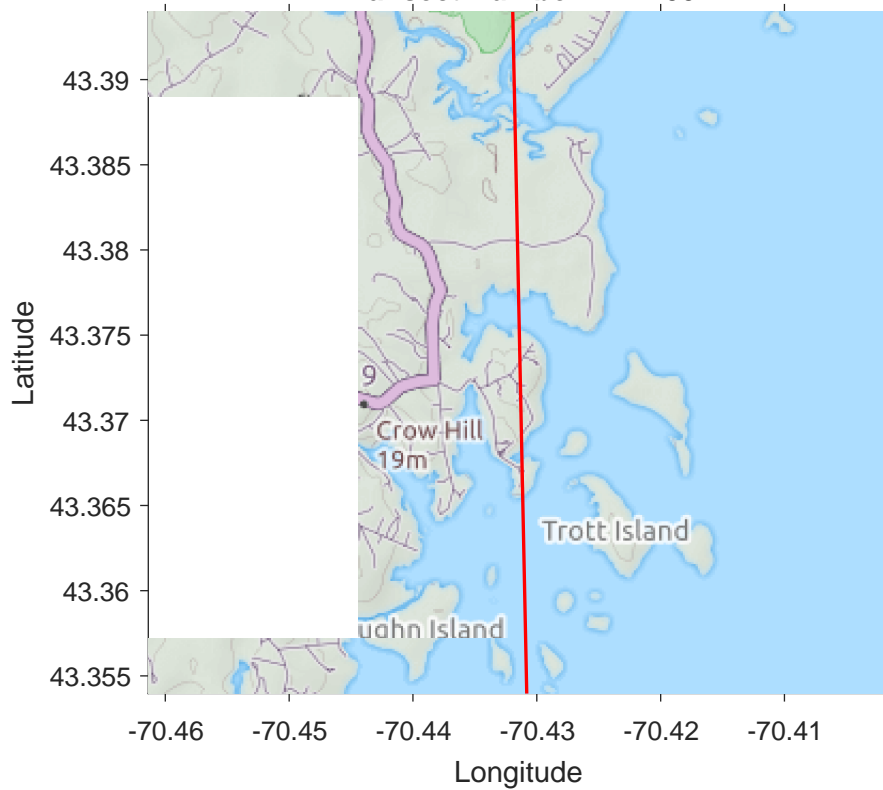 43.39
43.385
43.38
43.375
43.37
43.365
43.36
43.355
Latitude
9
Crow Hill
19m
Trott Island
ughn Island
-70.46
-70.45
-70.44
-70.43
-70.42
-70.41
Longitude